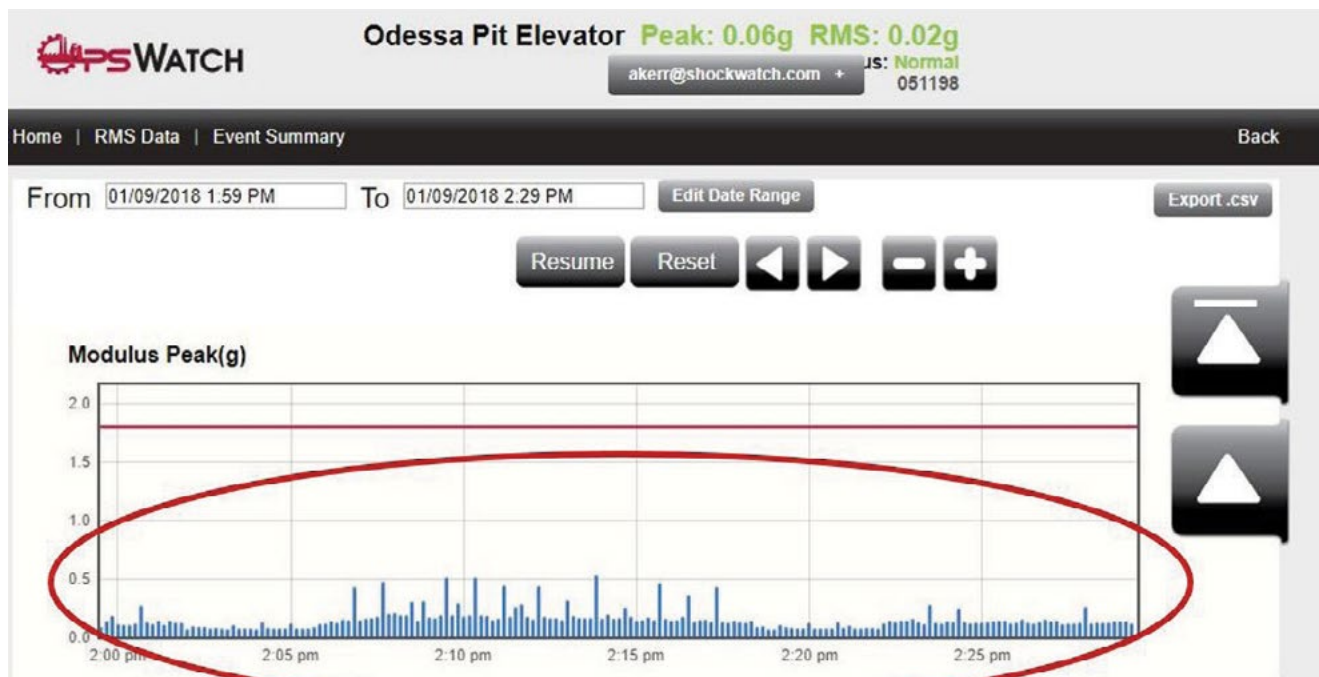 OPSWATCH
Odessa Pit Elevator Peak: 0.06g RMS: 0.02g
akerr@shockwatch.com +
us: Normal
051198
Home | RMS Data | Event Summary
Back
From 01/09/2018 1:59 PM To 01/09/2018 2:29 PM Edit Date Range
Export .csv
Resume Reset
Modulus Peak(g)
2.0
1.5
1.0
0.5
0.0
2:00 pm 2:05 pm 2:10 pm 2:15 pm 2:20 pm 2:25 pm